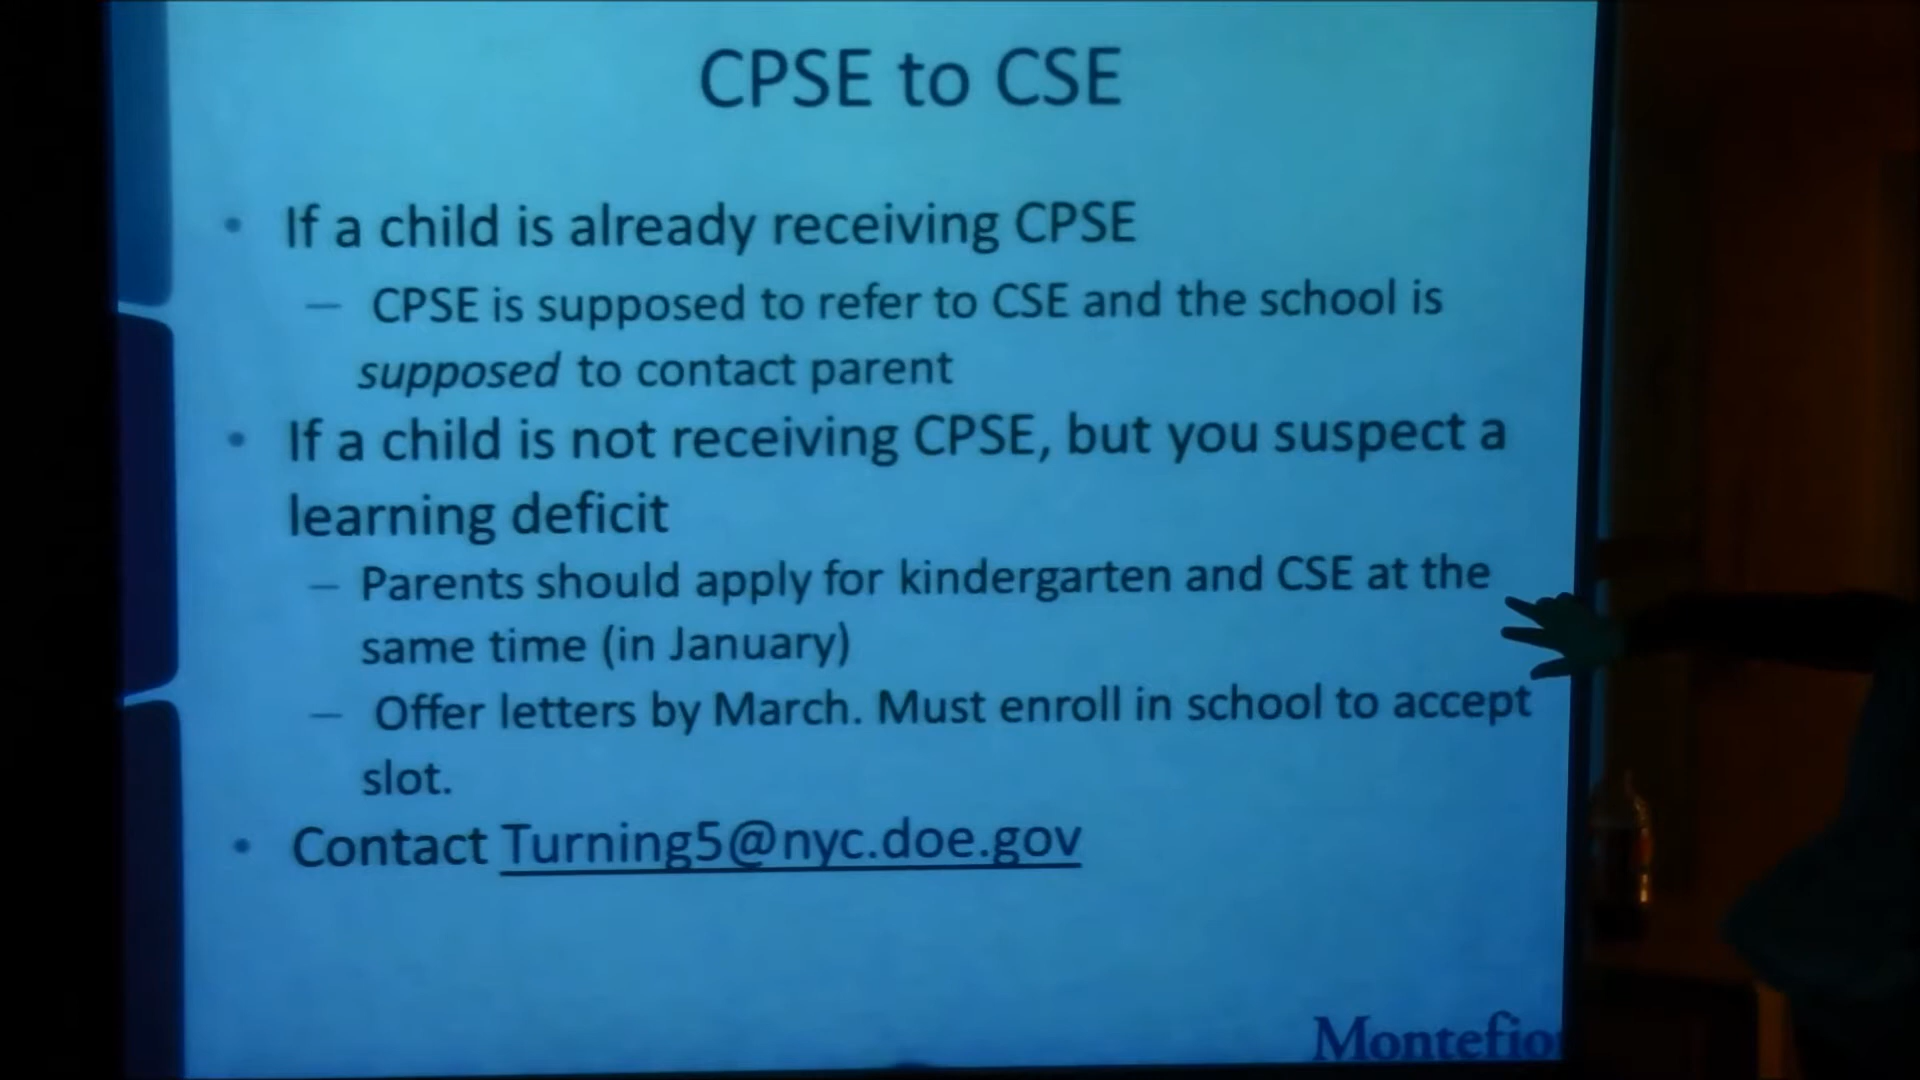 CPSE to CSE
• If a child is already receiving CPSE
– CPSE is supposed to refer to CSE and the school is
supposed to contact parent
• If a child is not receiving CPSE, but you suspect a
learning deficit
– Parents should apply for kindergarten and CSE at the
same time (in January)
– Offer letters by March. Must enroll in school to accept
slot.
• Contact Turning5@nyc.doe.gov
Montefio